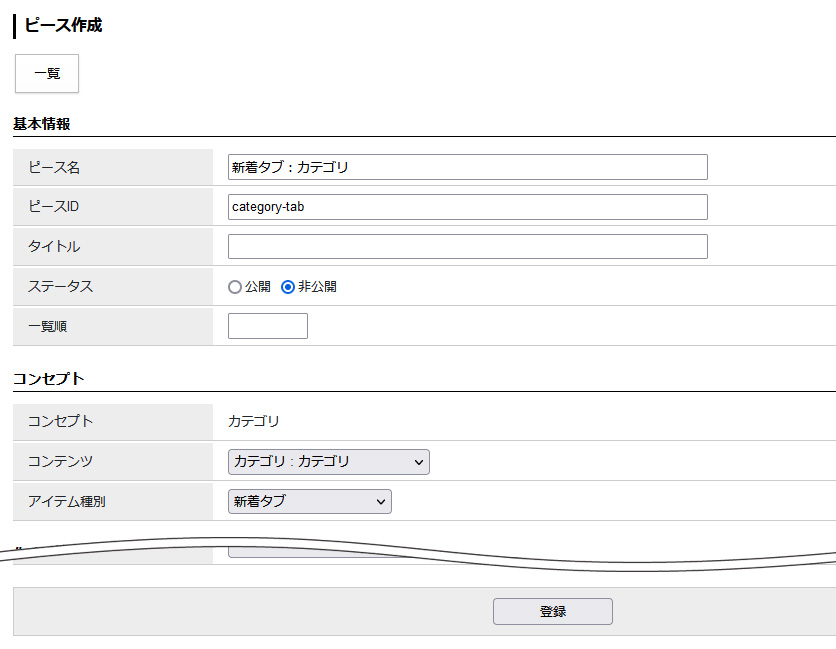 ピース作成
一覧
基本情報
ピース名 新着タブ：カテゴリ
ピースID category-tab
タイトル
ステータス 公開 非公開
一覧順
コンセプト
コンセプト カテゴリ
コンテンツ カテゴリ：カテゴリ
アイテム種別 新着タブ
登録